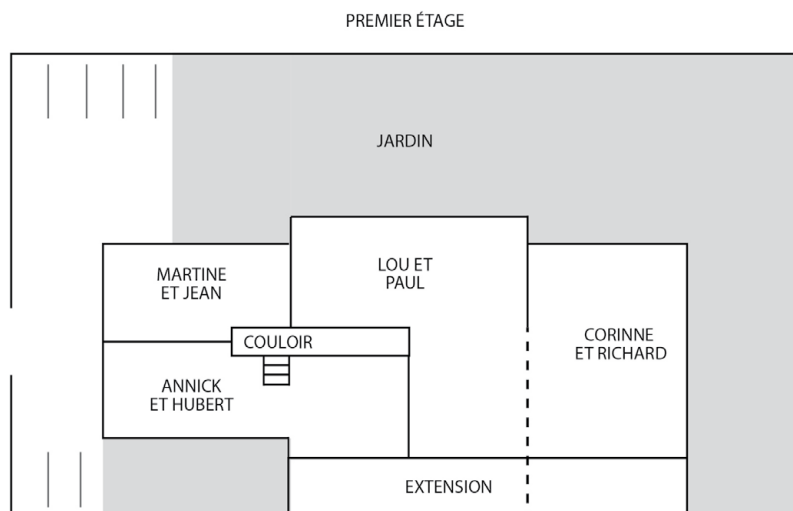 PREMIER ÉTAGE
JARDIN
MARTINE
ET JEAN
LOU ET
PAUL
COULOIR
CORINNE
ET RICHARD
ANNICK
ET HUBERT
EXTENSION